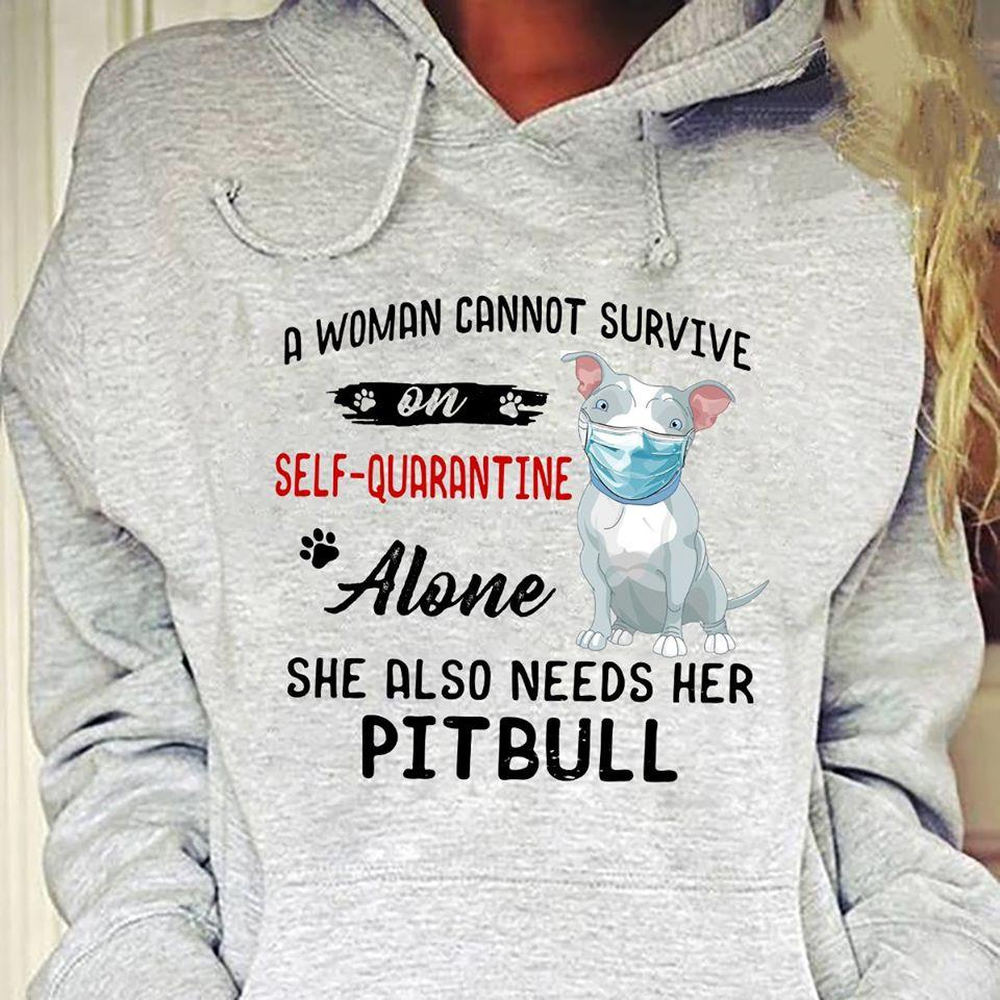 A WOMAN CANNOT SURVIVE
on
SELF-QUARANTINE
Alone
SHE ALSO NEEDS HER
PITBULL